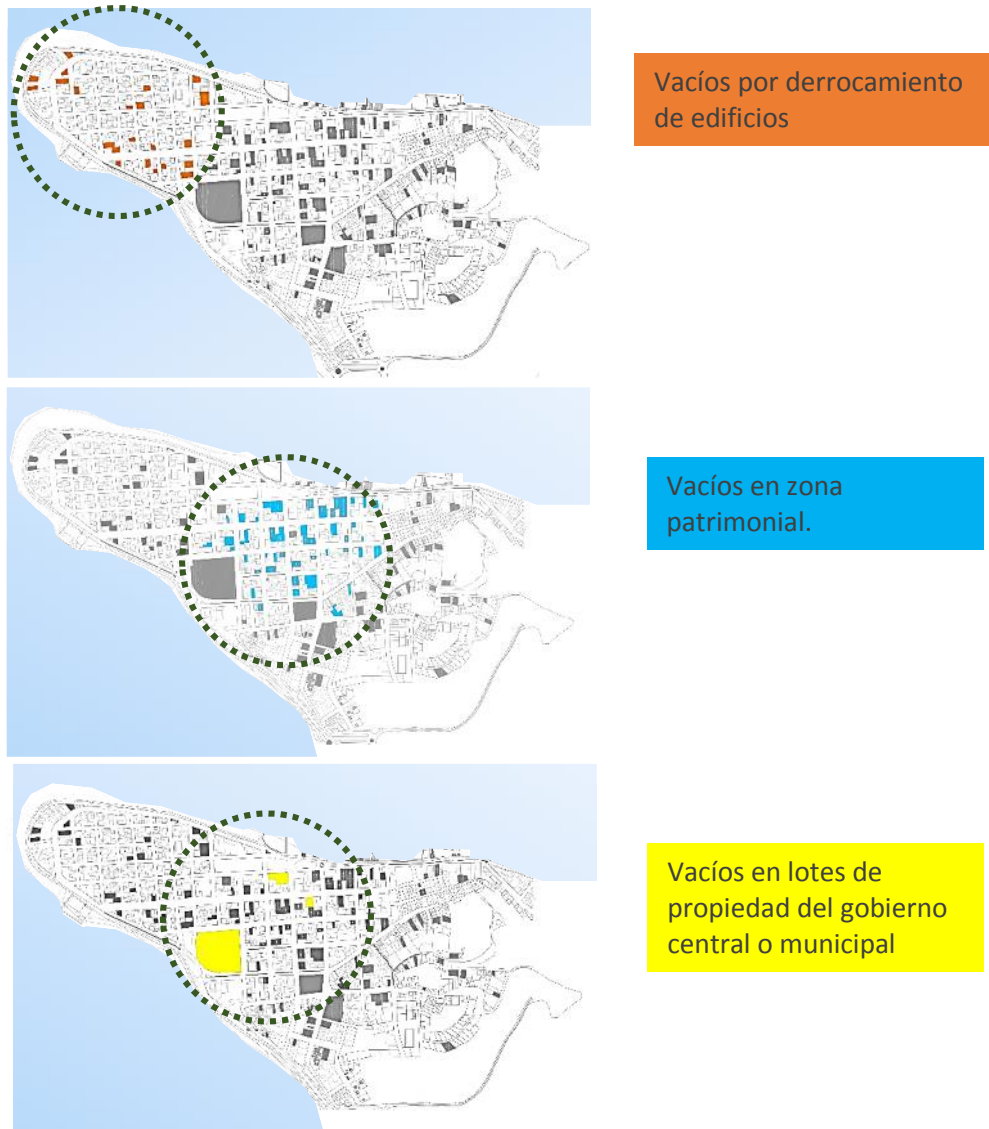 Vacíos por derrocamiento
de edificios
Vacíos en zona
patrimonial.
Vacíos en lotes de
propiedad del gobierno
central o municipal